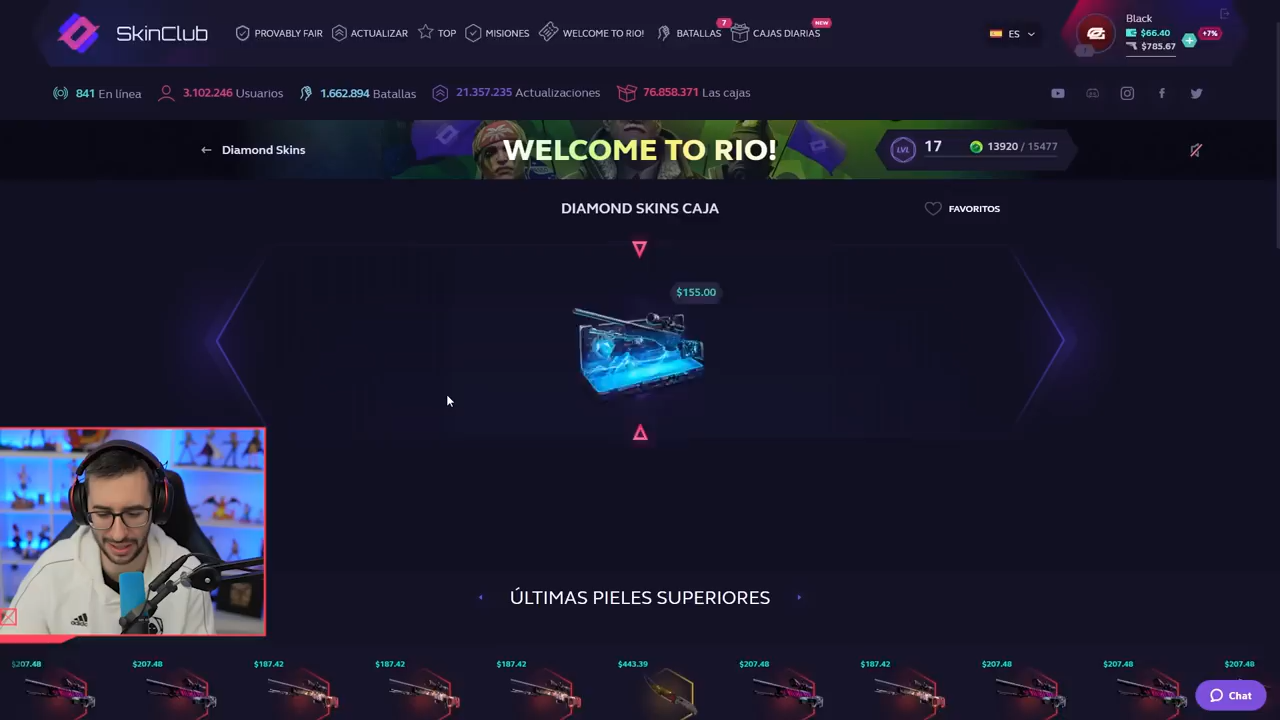 SKINCLUB
PROVABLY FAIR
ACTUALIZAR
TOP
MISIONES
WELCOME TO RIO!
BATALLAS
7
CAJAS DIARIAS
NEW
ES
Black
$66.40
$785.67
+7%
841 En línea
3.102.246 Usuarios
1.662.894 Batallas
21.357.235 Actualizaciones
76.858.371 Las cajas
Diamond Skins
WELCOME TO RIO!
LVL
17
13920 / 15477
DIAMOND SKINS CAJA
FAVORITOS
$155.00
ÚLTIMAS PIELES SUPERIORES
$207.48
$207.48
$187.42
$187.42
$187.42
$443.39
$207.48
$187.42
$207.48
$207.48
$207.48
Chat